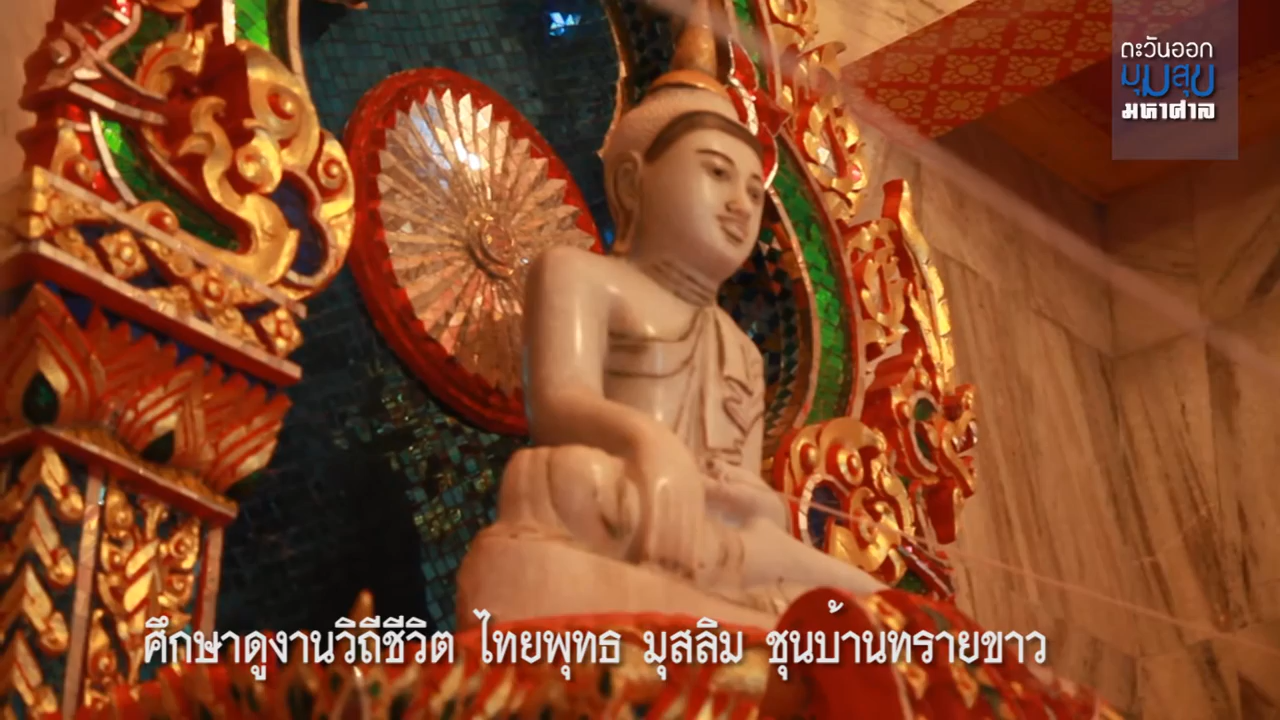 ตะวันออก
มุมสุข
มหาศาล
ศึกษาดูงานวิถีชีวิต ไทยพุทธ มุสลิม ชุนบ้านทรายขาว